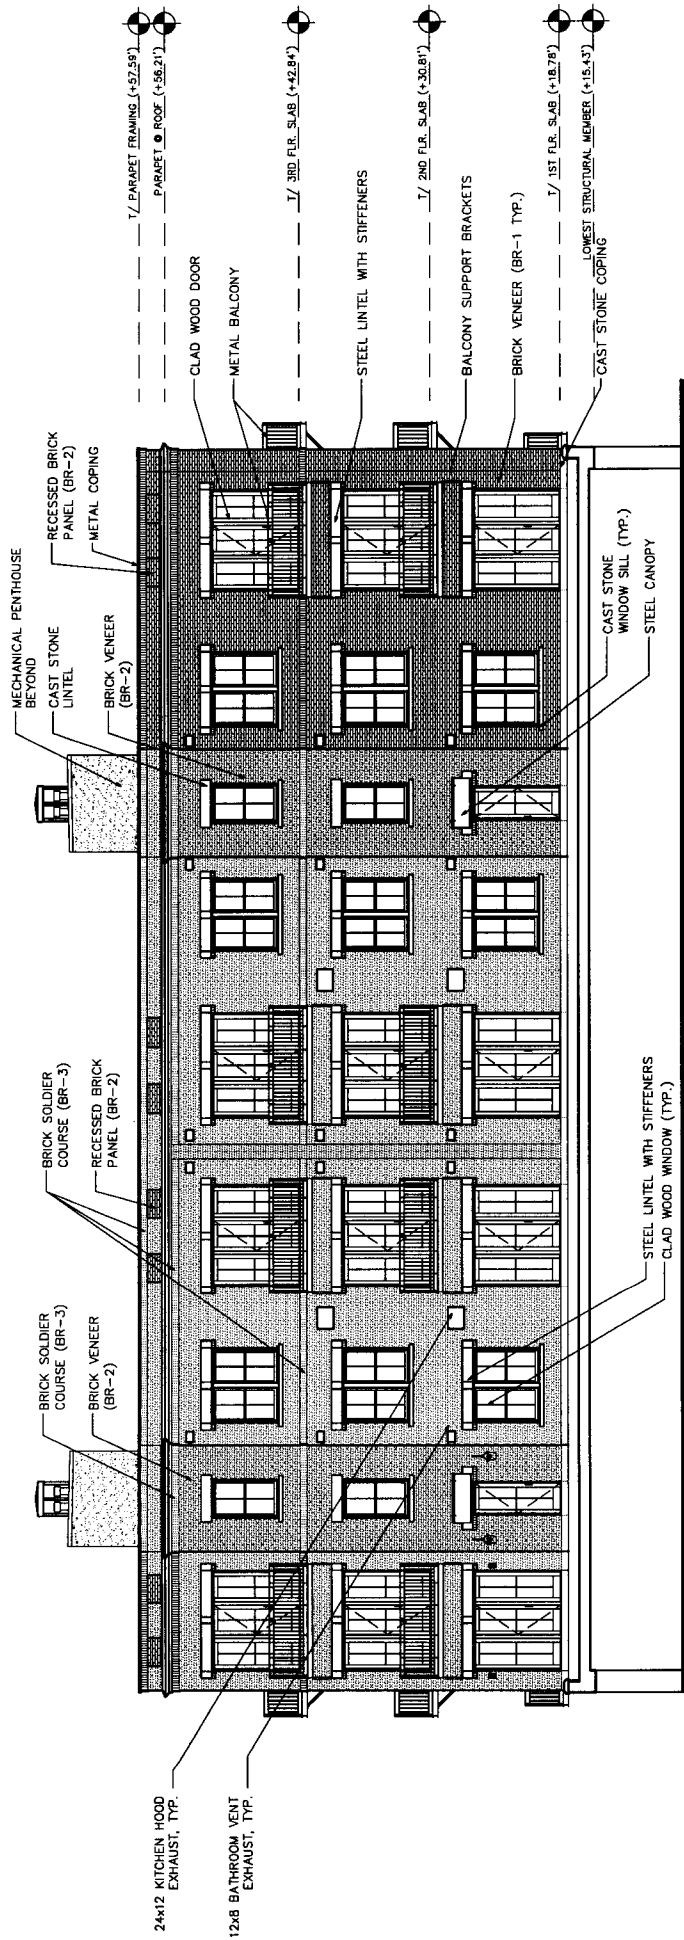 T/ PARAPET FRAMING (+57.59')
PARAPET @ ROOF (+56.21')
T/ 3RD FLR. SLAB (+42.84')
T/ 2ND FLR. SLAB (+30.81')
T/ 1ST FLR. SLAB (+18.78')
LOWEST STRUCTURAL MEMBER (+15.43')
CLAD WOOD DOOR
METAL BALCONY
STEEL LINTEL WITH STIFFENERS
BALCONY SUPPORT BRACKETS
BRICK VENEER (BR-1 TYP.)
CAST STONE COPING
RECESSED BRICK
PANEL (BR-2)
METAL COPING
MECHANICAL PENTHOUSE
BEYOND
CAST STONE
LINTEL
BRICK VENEER
(BR-2)
CAST STONE
WINDOW SILL (TYP.)
STEEL CANOPY
BRICK SOLDIER
COURSE (BR-3)
RECESSED BRICK
PANEL (BR-2)
STEEL LINTEL WITH STIFFENERS
CLAD WOOD WINDOW (TYP.)
BRICK SOLDIER
COURSE (BR-3)
BRICK VENEER
(BR-2)
24x12 KITCHEN HOOD
EXHAUST, TYP.
12x8 BATHROOM VENT
EXHAUST, TYP.